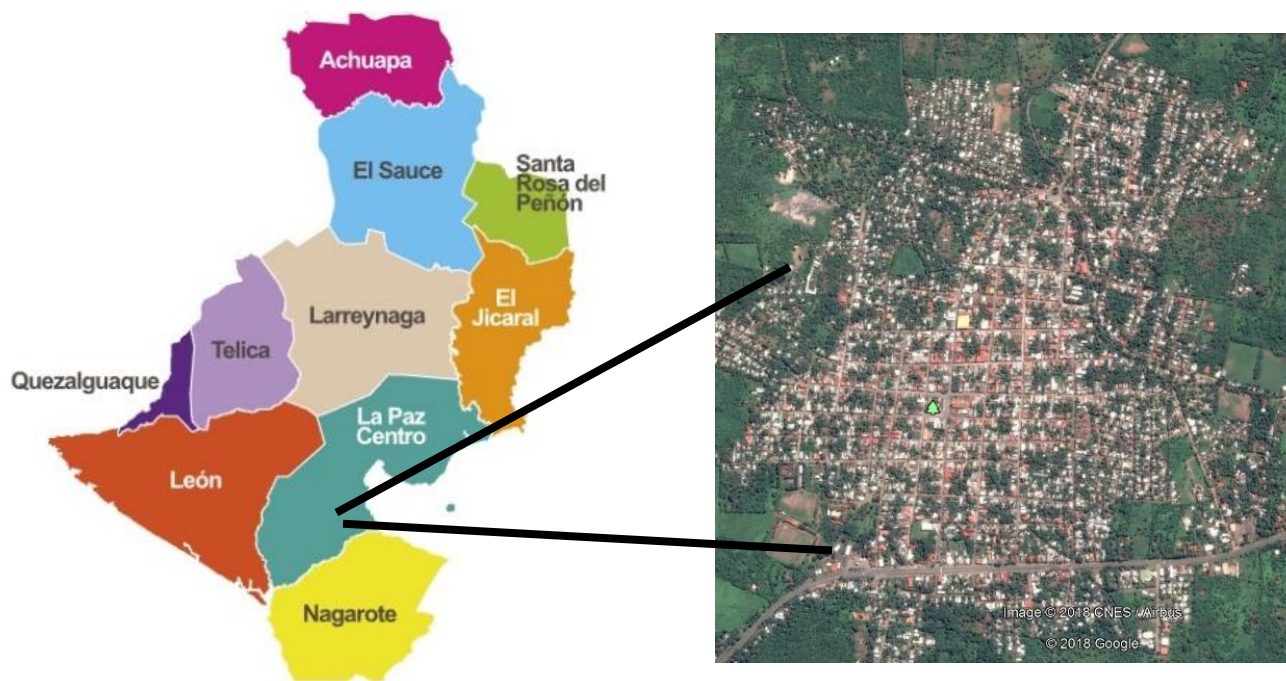 Achuapa
El Sauce
Santa
Rosa del
Peñón
Larreynaga
El
Jicaral
Telica
Quezalguaque
La Paz
Centro
León
Nagarote
Image © 2018 CNES / Airbus
© 2018 Google